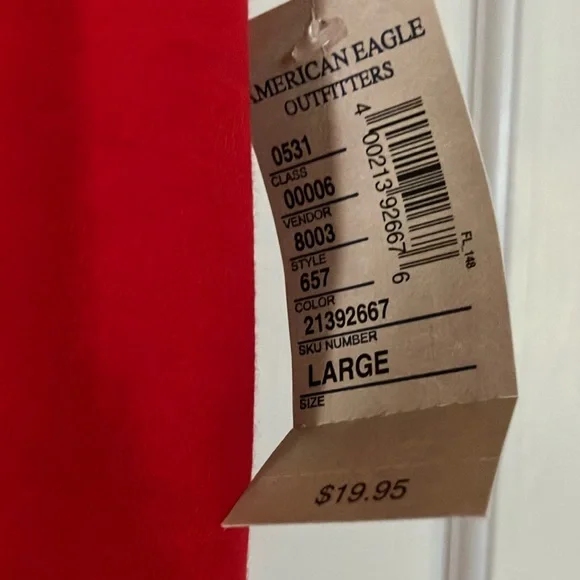 AMERICAN EAGLE
OUTFITTERS
0531
CLASS
00006
VENDOR
8003
STYLE
657
COLOR
21392667
SKU NUMBER
LARGE
SIZE
4 00213 92667 6
FL_148
$19.95